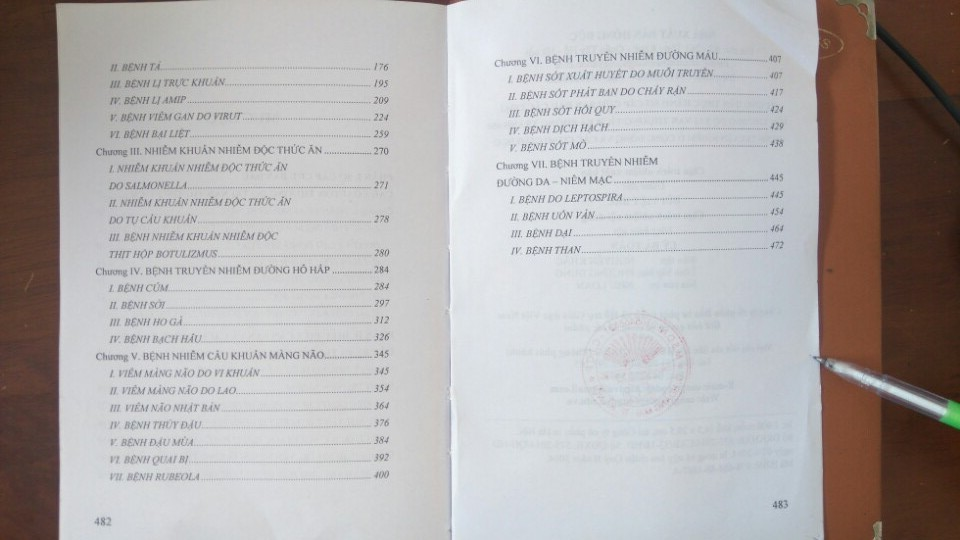 II. BỆNH TẢ 176
III. BỆNH LỊ TRỰC KHUẨN 195
IV. BỆNH LỊ AMIP 209
V. BỆNH VIÊM GAN DO VIRUT 224
VI. BỆNH BẠI LIỆT 259
Chương III. NHIỄM KHUẨN NHIỄM ĐỘC THỨC ĂN 270
I. NHIỄM KHUẨN NHIỄM ĐỘC THỨC ĂN
DO SALMONELLA 271
II. NHIỄM KHUẨN NHIỄM ĐỘC THỨC ĂN
DO TỤ CẦU KHUẨN 278
III. BỆNH NHIỄM KHUẨN NHIỄM ĐỘC
THỊT HỘP BOTULIZMUS 280
Chương IV. BỆNH TRUYỀN NHIỄM ĐƯỜNG HÔ HẤP 284
I. BỆNH CÚM 284
II. BỆNH SỞI 297
III. BỆNH HO GÀ 312
IV. BỆNH BẠCH HẦU 326
Chương V. BỆNH NHIỄM CẦU KHUẨN MÀNG NÃO 345
I. VIÊM MÀNG NÃO DO VI KHUẨN 345
II. VIÊM MÀNG NÃO DO LAO 354
III. VIÊM NÃO NHẬT BẢN 364
IV. BỆNH THỦY ĐẬU 376
V. BỆNH ĐẬU MÙA 384
VI. BỆNH QUAI BỊ 392
VII. BỆNH RUBEOLA 400
482
Chương VI. BỆNH TRUYỀN NHIỄM ĐƯỜNG MÁU 407
I. BỆNH SỐT XUẤT HUYẾT DO MUỖI TRUYỀN 407
II. BỆNH SỐT PHÁT BAN DO CHẤY RẬN 417
III. BỆNH SỐT HỒI QUY 424
IV. BỆNH DỊCH HẠCH 429
V. BỆNH SỐT MÒ 438
Chương VII. BỆNH TRUYỀN NHIỄM
ĐƯỜNG DA – NIÊM MẠC 445
I. BỆNH DO LEPTOSPIRA 445
II. BỆNH UỐN VÁN 454
III. BỆNH DẠI 464
IV. BỆNH THAN 472
483